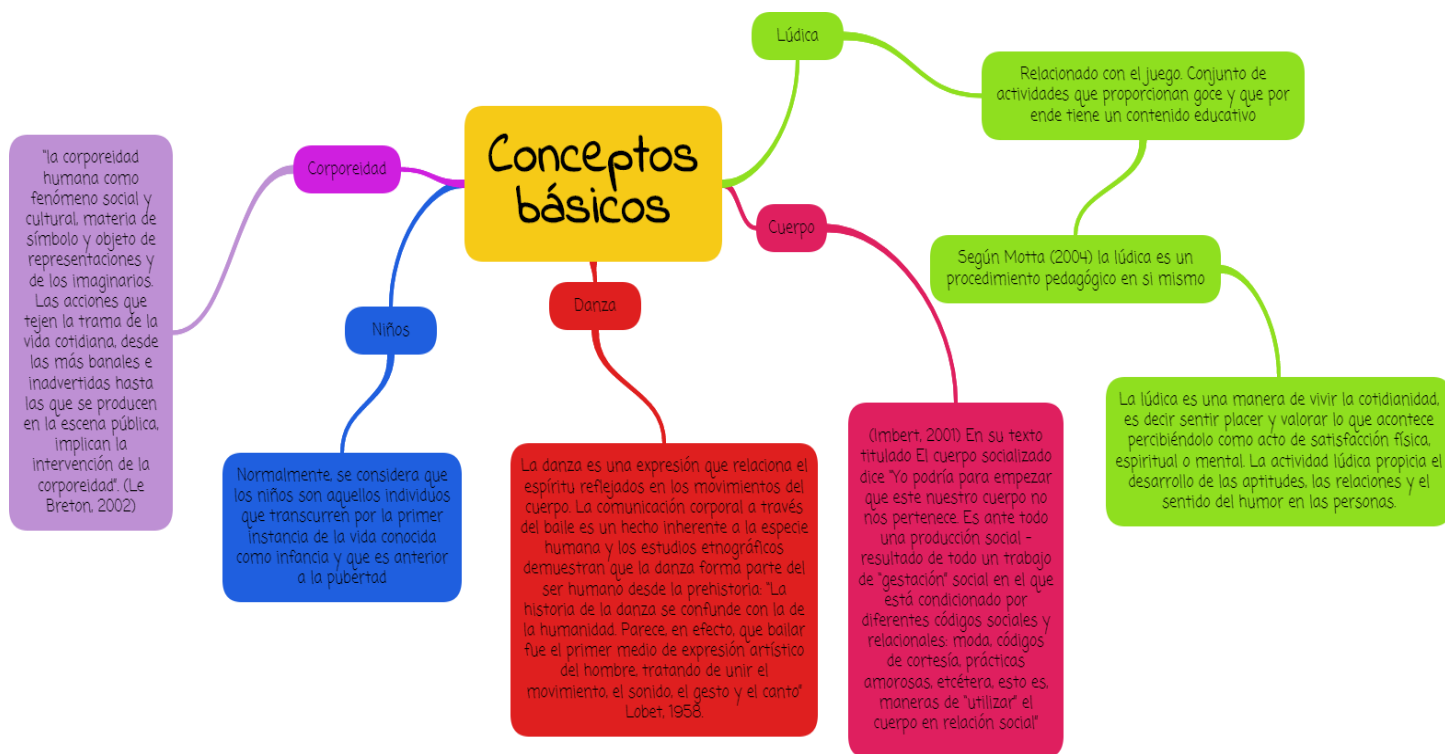 Conceptos
básicos
Corporeidad
"la corporeidad
humana como
fenómeno social y
cultural, materia de
símbolo y objeto de
representaciones y
de los imaginarios.
Las acciones que
tejen la trama de la
vida cotidiana, desde
las más banales e
inadvertidas hasta
las que se producen
en la escena pública,
implican la
intervención de la
corporeidad". (Le
Breton, 2002)
Niños
Normalmente, se considera que
los niños son aquellos individuos
que transcurren por la primer
instancia de la vida conocida
como infancia y que es anterior
a la pubertad
Danza
La danza es una expresión que relaciona el
espíritu reflejados en los movimientos del
cuerpo. La comunicación corporal a través
del baile es un hecho inherente a la especie
humana y los estudios etnográficos
demuestran que la danza forma parte del
ser humano desde la prehistoria: "La
historia de la danza se confunde con la de
la humanidad. Parece, en efecto, que bailar
fue el primer medio de expresión artístico
del hombre, tratando de unir el
movimiento, el sonido, el gesto y el canto"
Lobet, 1958.
Cuerpo
(Imbert, 2001) En su texto
titulado El cuerpo socializado
dice "Yo podría para empezar
que este nuestro cuerpo no
nos pertenece. Es ante todo
una producción social -
resultado de todo un trabajo
de "gestación" social en el que
está condicionado por
diferentes códigos sociales y
relacionales: moda, códigos
de cortesía, prácticas
amorosas, etcétera, esto es,
maneras de "utilizar" el
cuerpo en relación social"
Lúdica
Relacionado con el juego. Conjunto de
actividades que proporcionan goce y que por
ende tiene un contenido educativo
Según Motta (2004) la lúdica es un
procedimiento pedagógico en si mismo
La lúdica es una manera de vivir la cotidianidad,
es decir sentir placer y valorar lo que acontece
percibiéndolo como acto de satisfacción física,
espiritual o mental. La actividad lúdica propicia el
desarrollo de las aptitudes, las relaciones y el
sentido del humor en las personas.